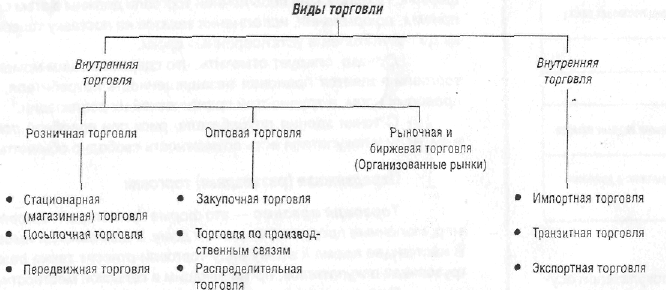 Виды торговли
Внутренняя
торговля
Внутренняя
торговля
Розничная торговля
Оптовая торговля
Рыночная и
биржевая торговля
(Организованные рынки)
• Стационарная
(магазинная) торговля
• Посылочная торговля
• Передвижная торговля
• Закупочная торговля
• Торговля по производ-
ственным связям
• Распределительная
торговля
• Импортная торговля
• Транзитная торговля
• Экспортная торговля